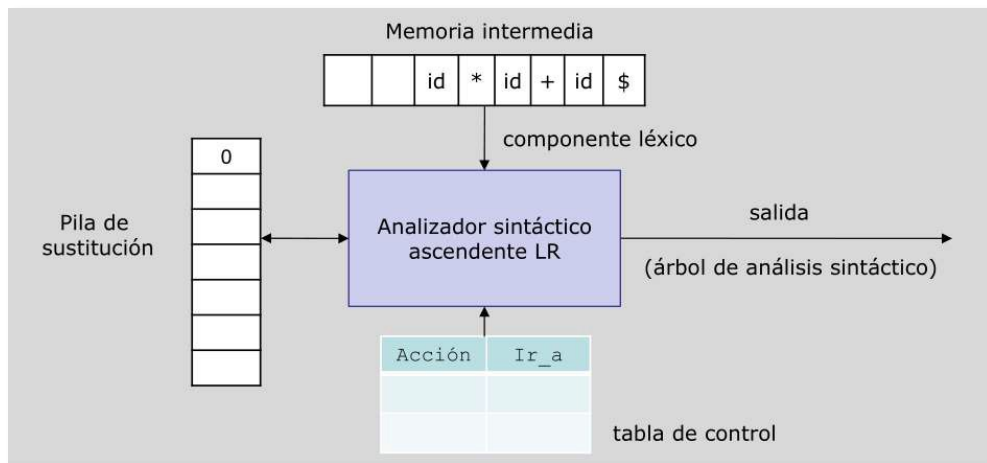 Memoria intermedia
id * id + id $
componente léxico
0
Pila de
sustitución
Analizador sintáctico
ascendente LR
salida
(árbol de análisis sintáctico)
Acción Ir_a
tabla de control